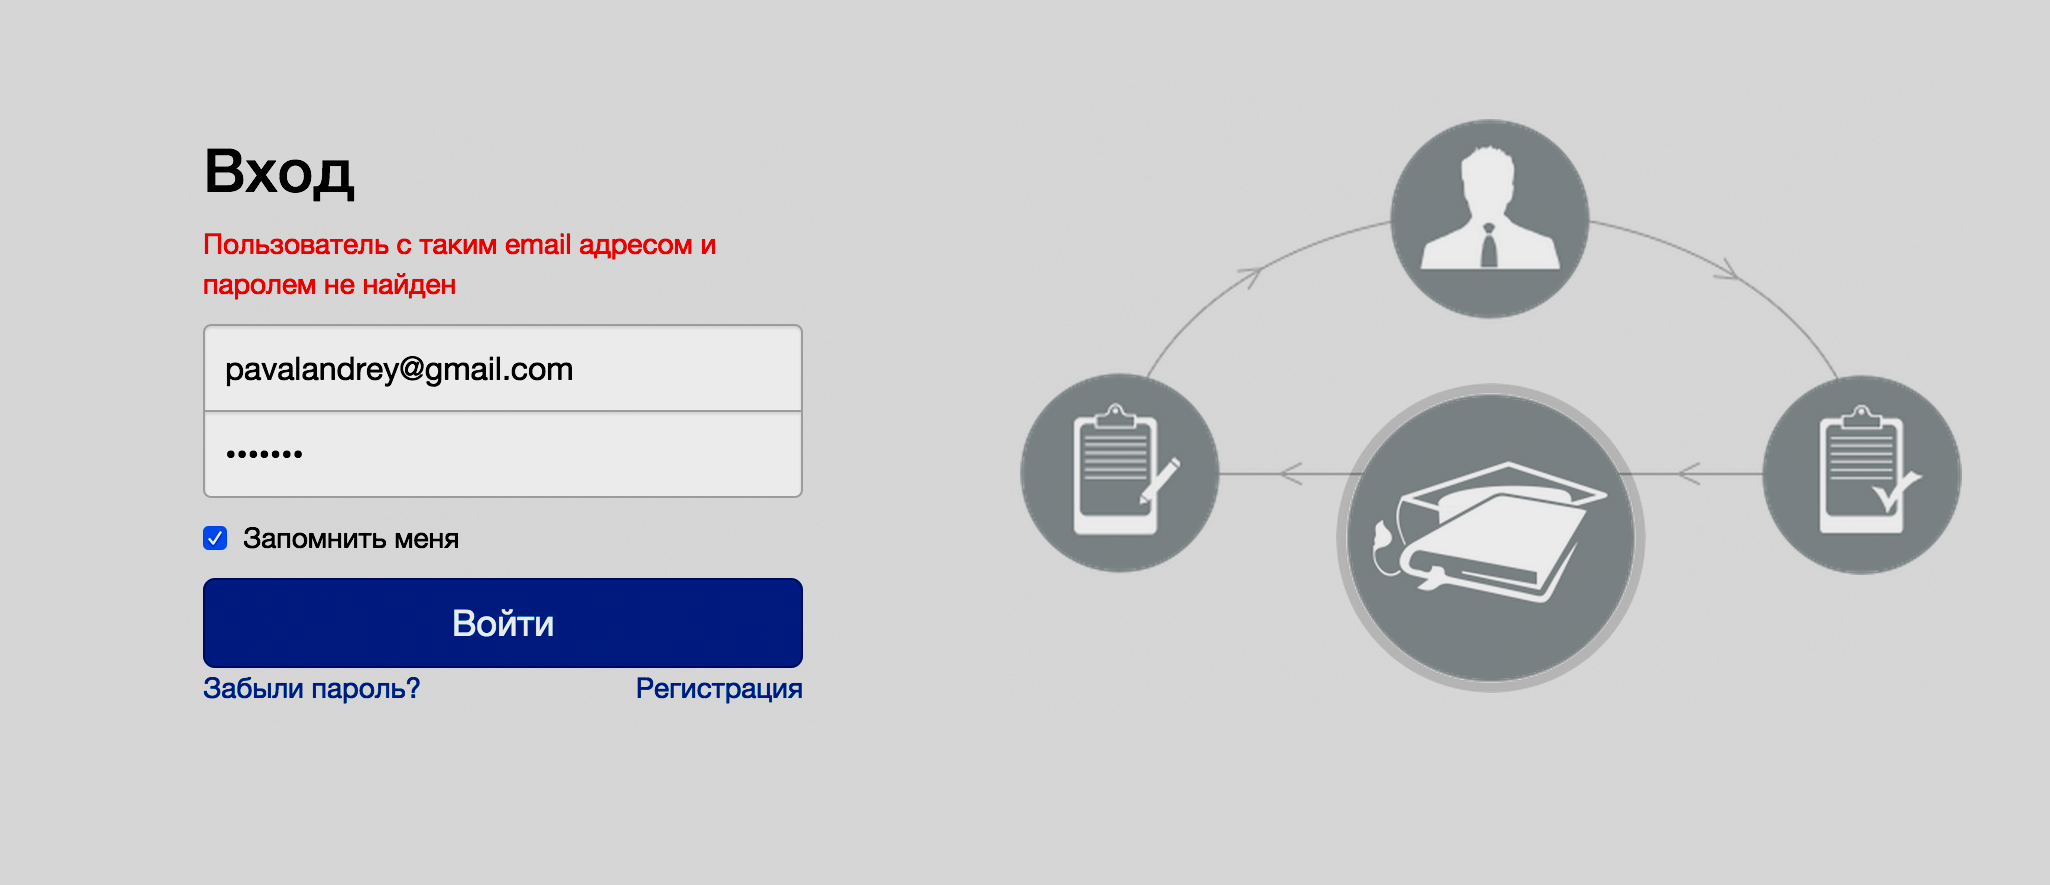 Вход
Пользователь с таким email адресом и
паролем не найден
pavalandrey@gmail.com
•••••••
Запомнить меня
Войти
Забыли пароль? Регистрация